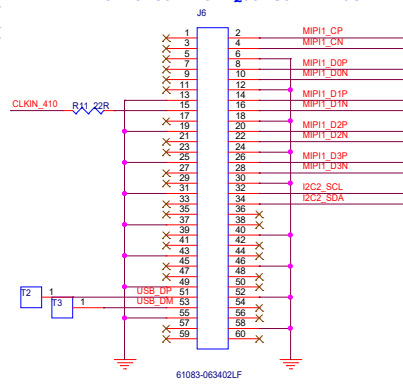 J6
1 2 MIPI1_CP
3 4 MIPI1_CN
5 6
7 8 MIPI1_D0P
9 10 MIPI1_D0N
11 12
13 14 MIPI1_D1P
CLKIN_410 R11 22R 15 16 MIPI1_D1N
17 18
19 20 MIPI1_D2P
21 22 MIPI1_D2N
23 24
25 26 MIPI1_D3P
27 28 MIPI1_D3N
29 30
31 32 I2C2_SCL
33 34 I2C2_SDA
35 36
37 38
39 40
41 42
43 44
45 46
47 48
49 50
T2 1 USB_DP 51 52
T3 1 USB_DM 53 54
55 56
57 58
59 60
61083-063402LF